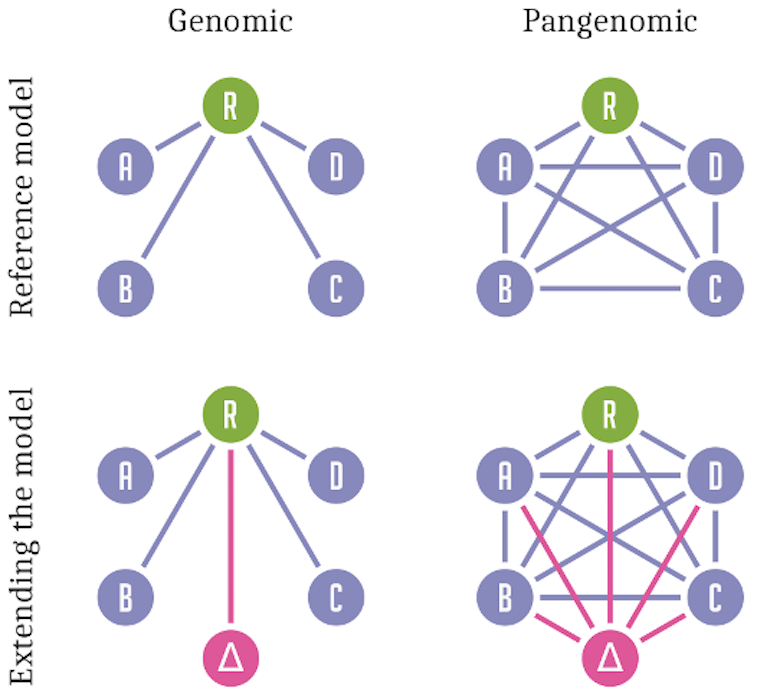 Genomic
Pangenomic
Reference model
R
A
D
B
C
R
A
D
B
C
Extending the model
R
A
D
B
C
Δ
R
A
D
B
C
Δ